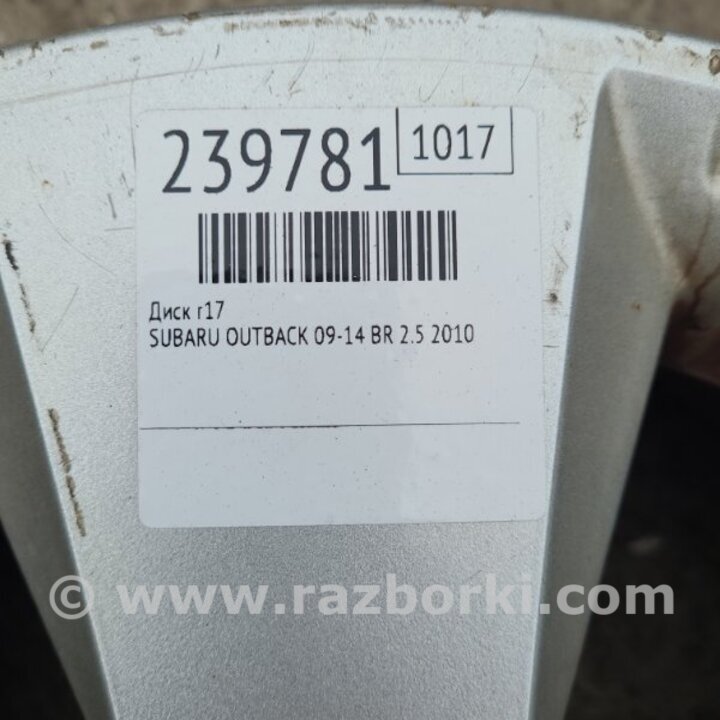 239781 1017
Диск r17
SUBARU OUTBACK 09-14 BR 2.5 2010
© www.razborki.com